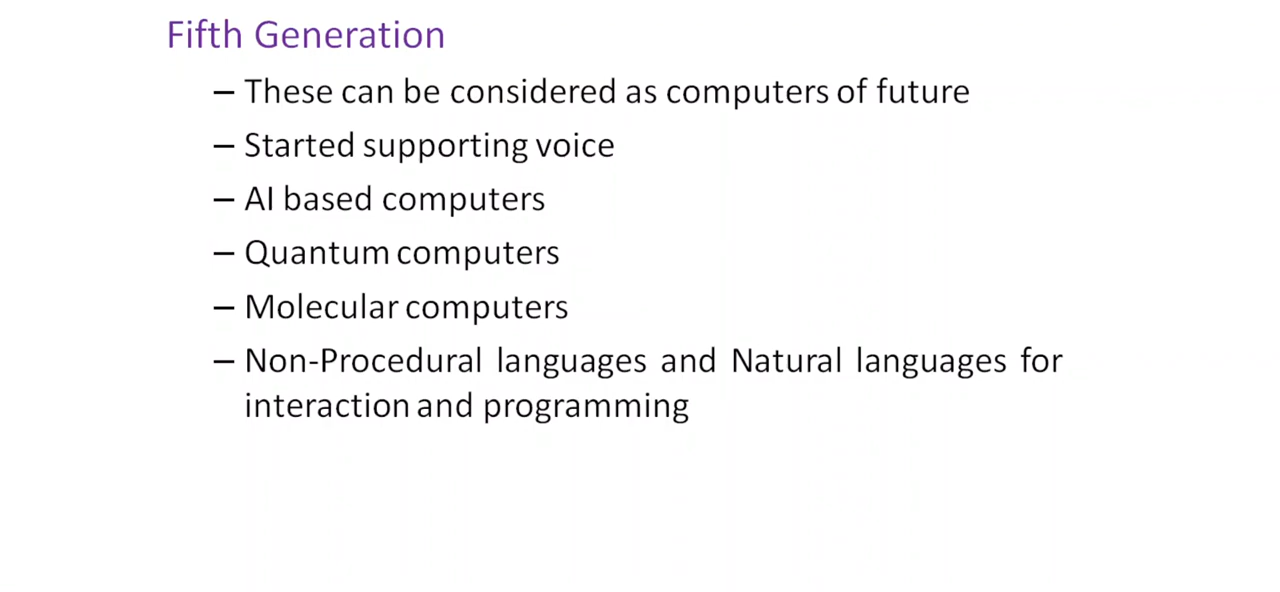 Fifth Generation
– These can be considered as computers of future
– Started supporting voice
– AI based computers
– Quantum computers
– Molecular computers
– Non-Procedural languages and Natural languages for
interaction and programming